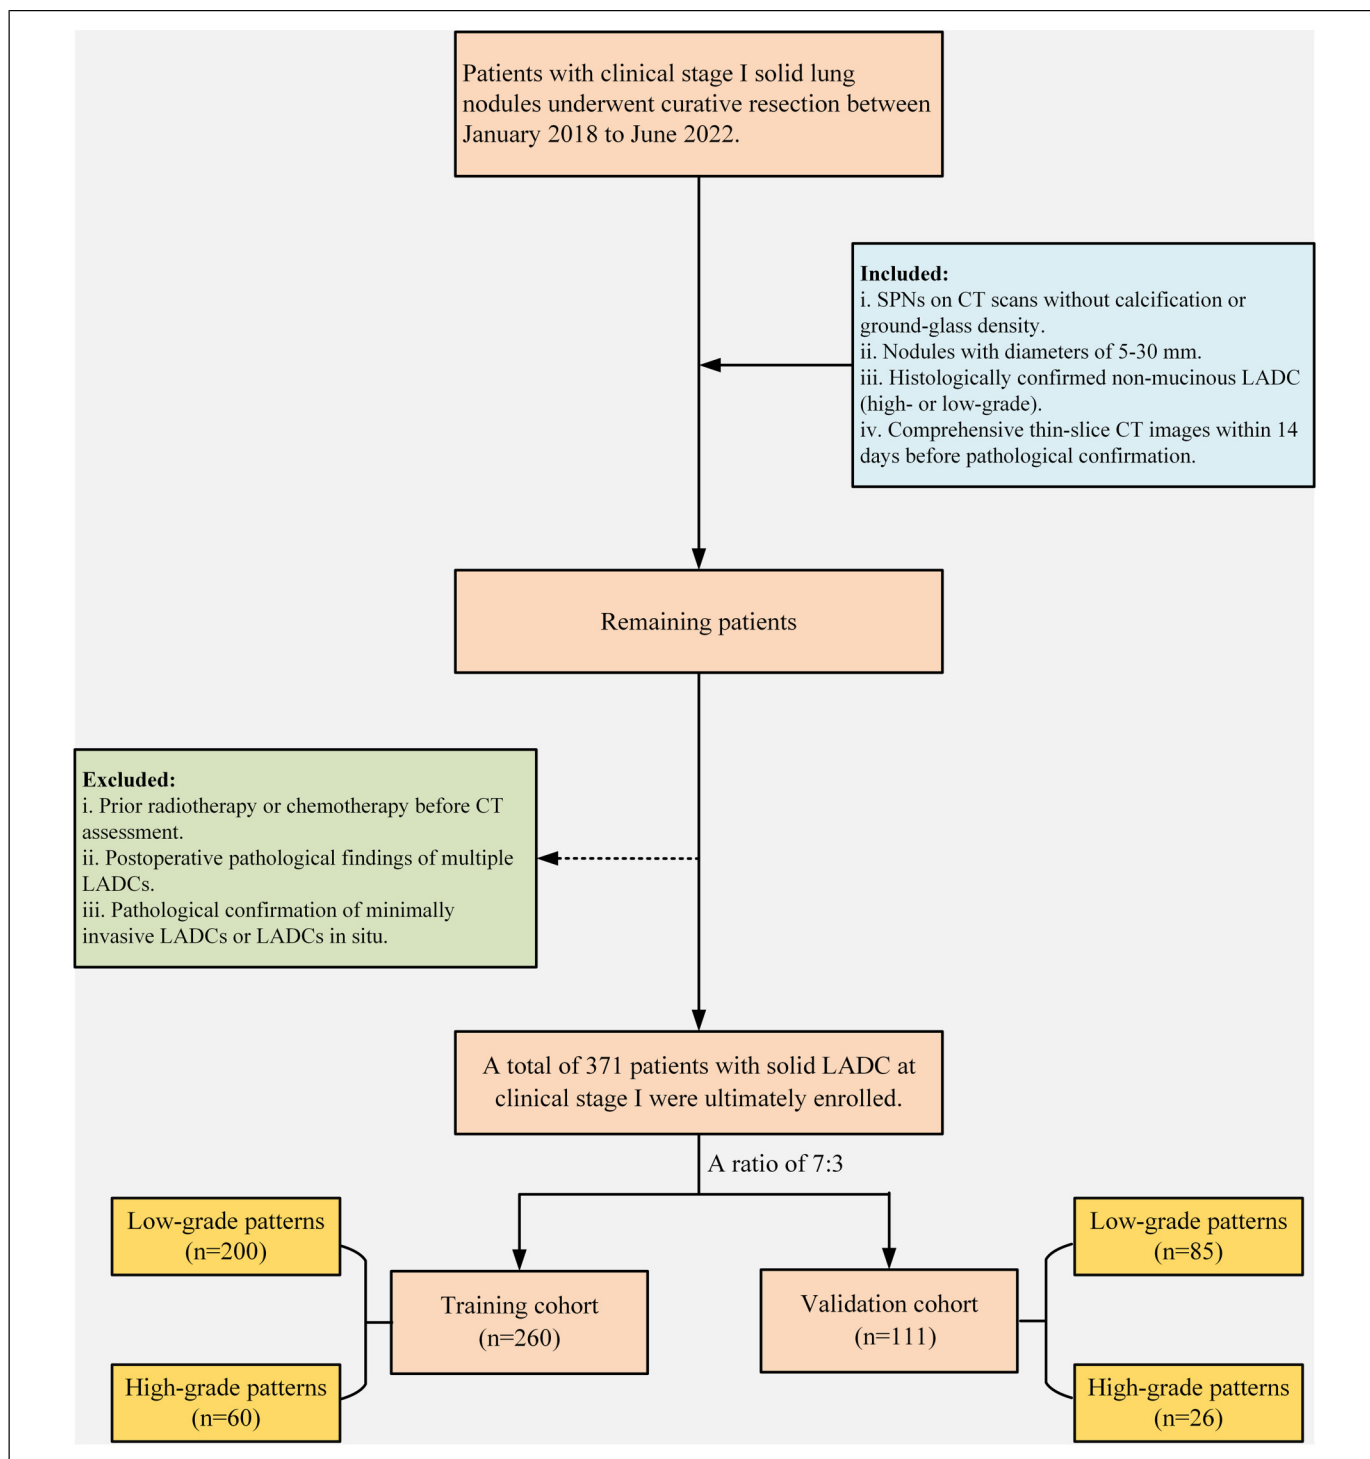 Patients with clinical stage I solid lung
nodules underwent curative resection between
January 2018 to June 2022.
Included:
i. SPNs on CT scans without calcification or
ground-glass density.
ii. Nodules with diameters of 5-30 mm.
iii. Histologically confirmed non-mucinous LADC
(high- or low-grade).
iv. Comprehensive thin-slice CT images within 14
days before pathological confirmation.
Remaining patients
Excluded:
i. Prior radiotherapy or chemotherapy before CT
assessment.
ii. Postoperative pathological findings of multiple
LADCs.
iii. Pathological confirmation of minimally
invasive LADCs or LADCs in situ.
A total of 371 patients with solid LADC at
clinical stage I were ultimately enrolled.
A ratio of 7:3
Low-grade patterns
(n=200)
High-grade patterns
(n=60)
Training cohort
(n=260)
Validation cohort
(n=111)
Low-grade patterns
(n=85)
High-grade patterns
(n=26)